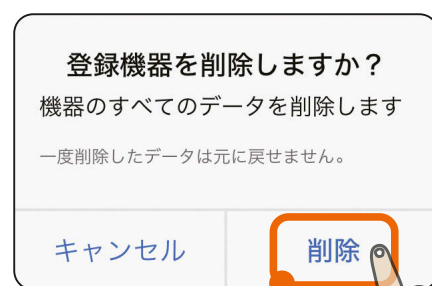 登録機器を削除しますか？
機器のすべてのデータを削除します
一度削除したデータは元に戻せません。
キャンセル
削除